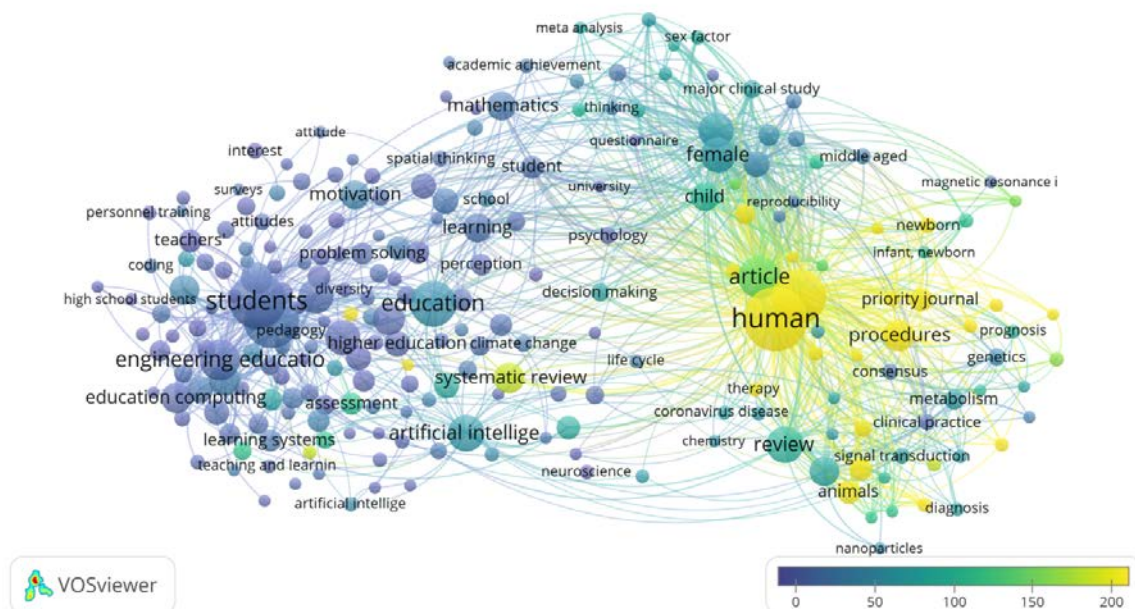 meta analysis
sex factor
academic achievement
major clinical study
mathematics
thinking
attitude
questionnaire
female
middle aged
interest
spatial thinking
student
magnetic resonance i
surveys
motivation
school
university
child
reproducibility
personnel training
attitudes
learning
newborn
teachers'
psychology
problem solving
infant, newborn
coding
perception
article
diversity
decision making
high school students
students
education
priority journal
human
pedagogy
procedures
prognosis
higher education
climate change
engineering educatio
life cycle
genetics
systematic review
consensus
therapy
education computing
assessment
metabolism
coronavirus disease
clinical practice
learning systems
artificial intellige
chemistry
review
signal transduction
teaching and learnin
neuroscience
animals
artificial intellige
diagnosis
nanoparticles
VOSviewer
0 50 100 150 200